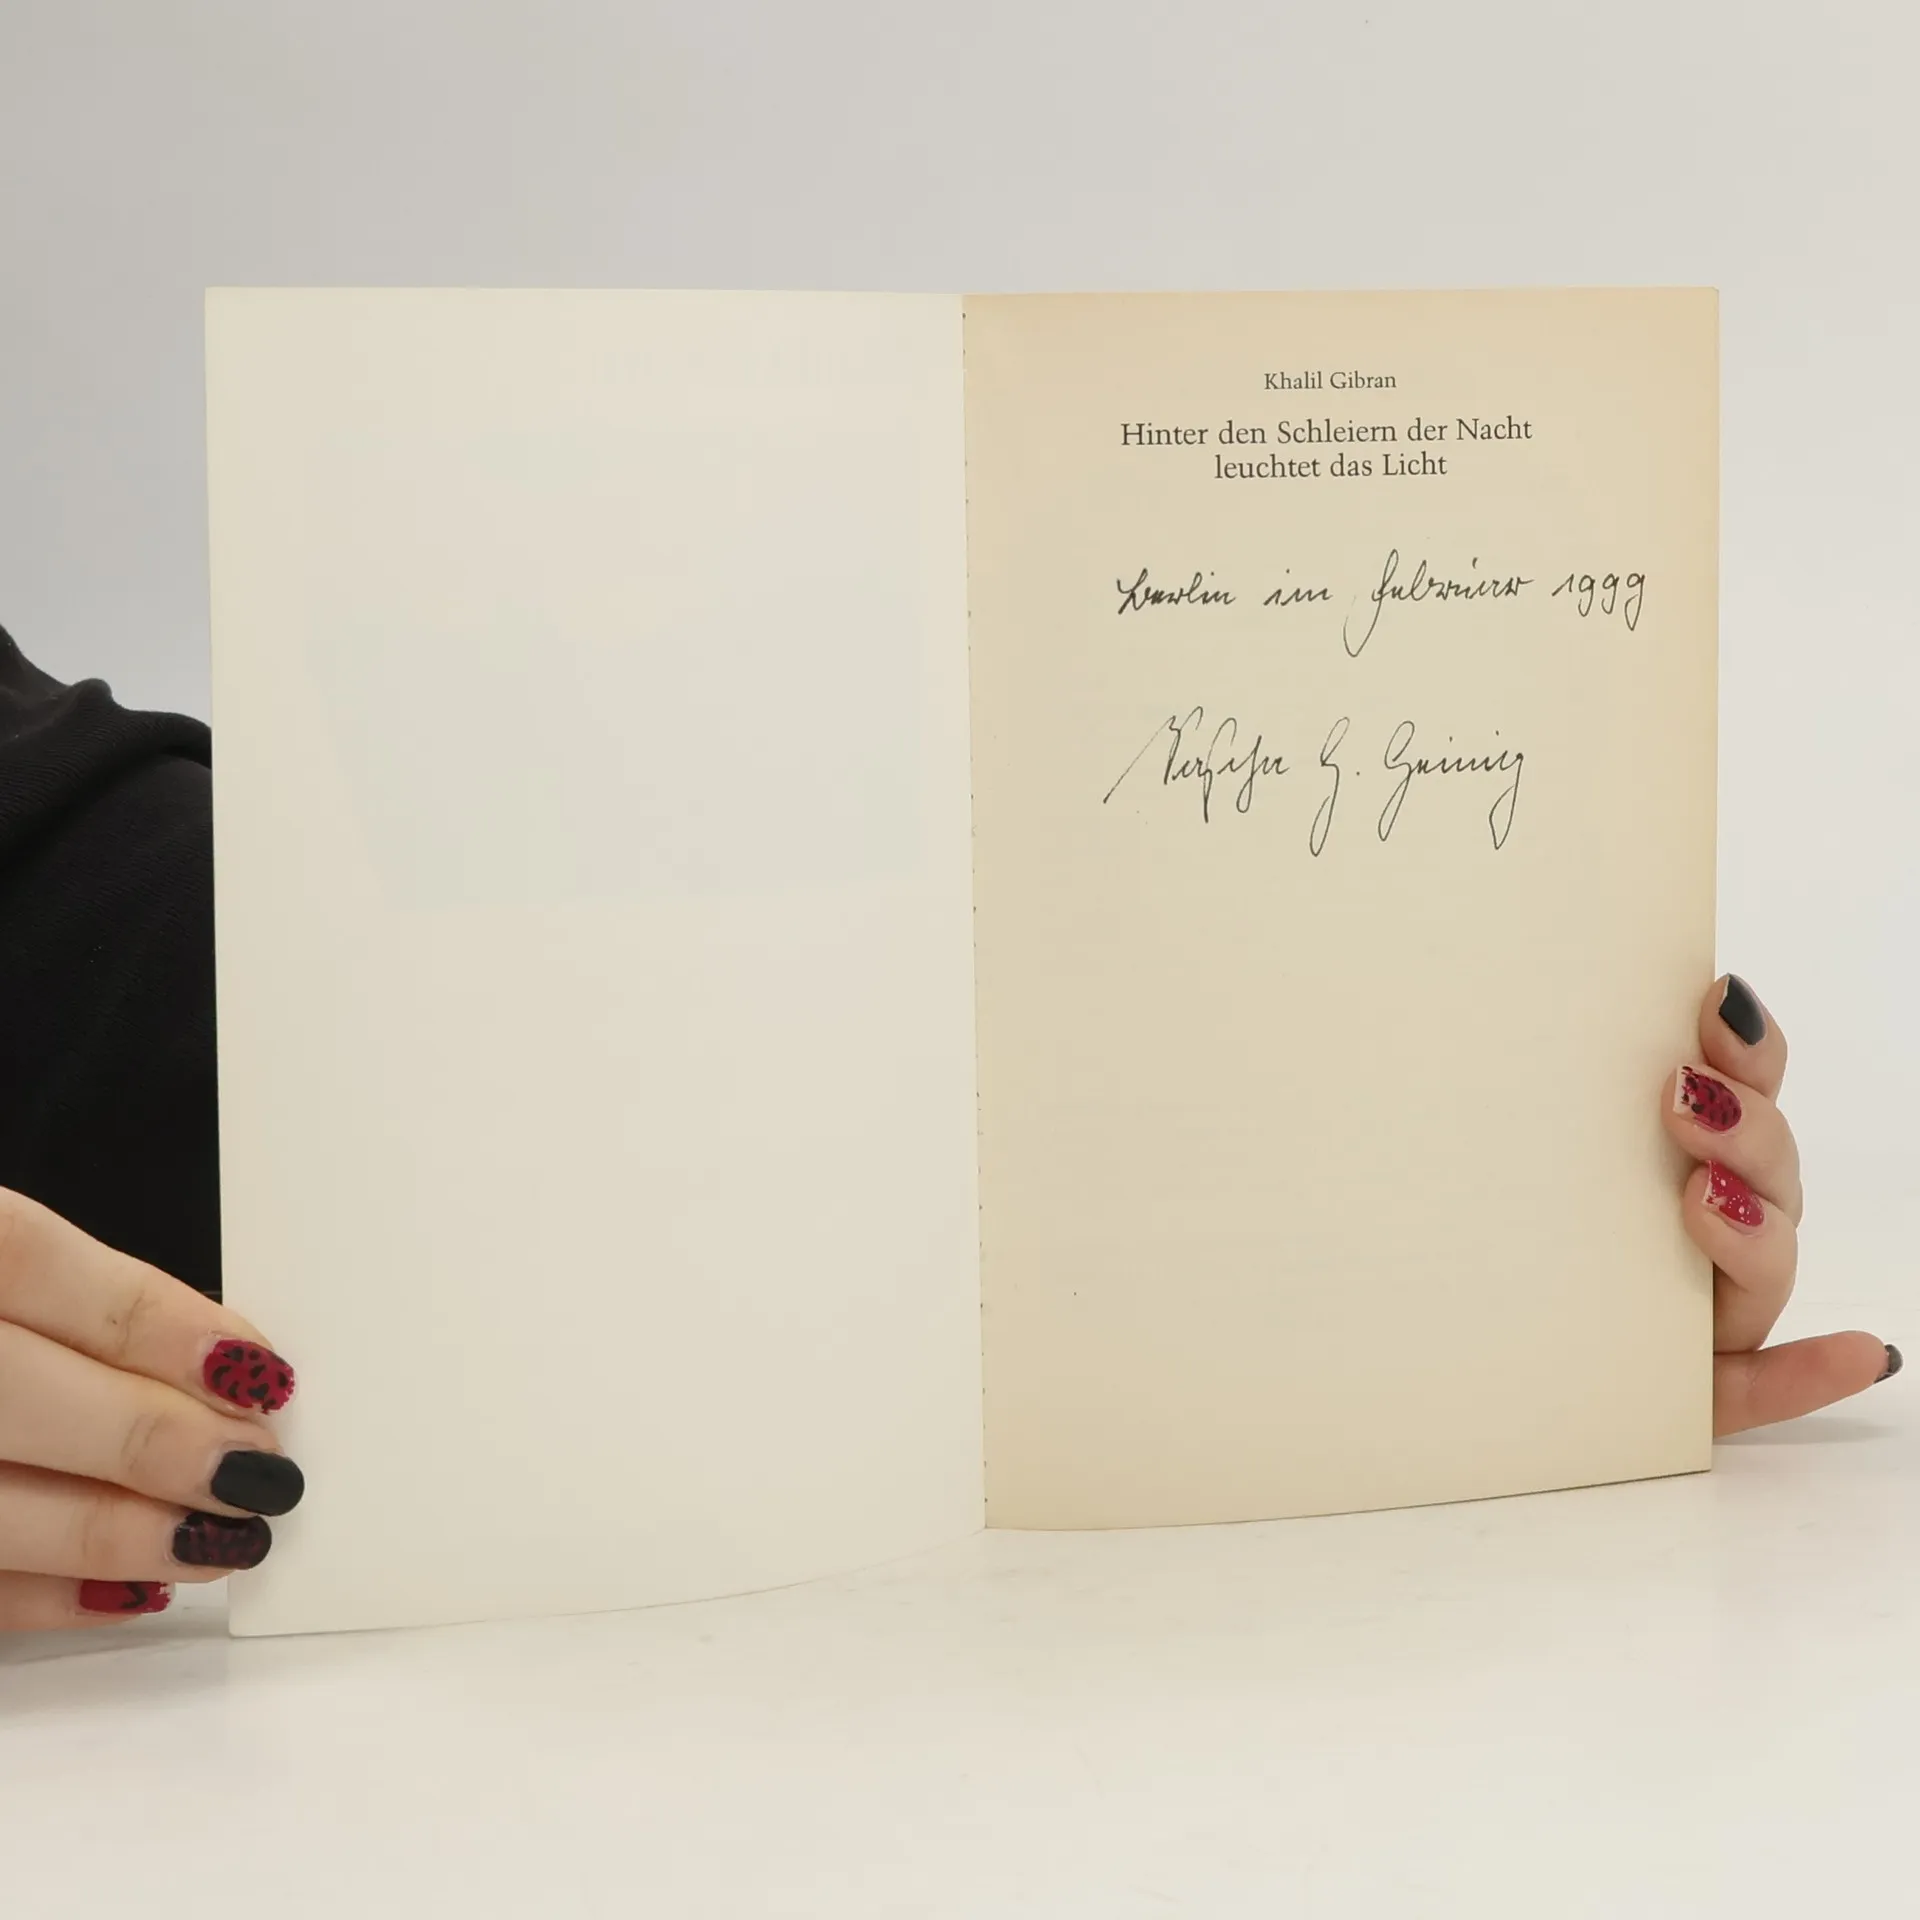 Khalil Gibran
Hinter den Schleiern der Nacht
leuchtet das Licht
Berlin im Februar 1999
G.